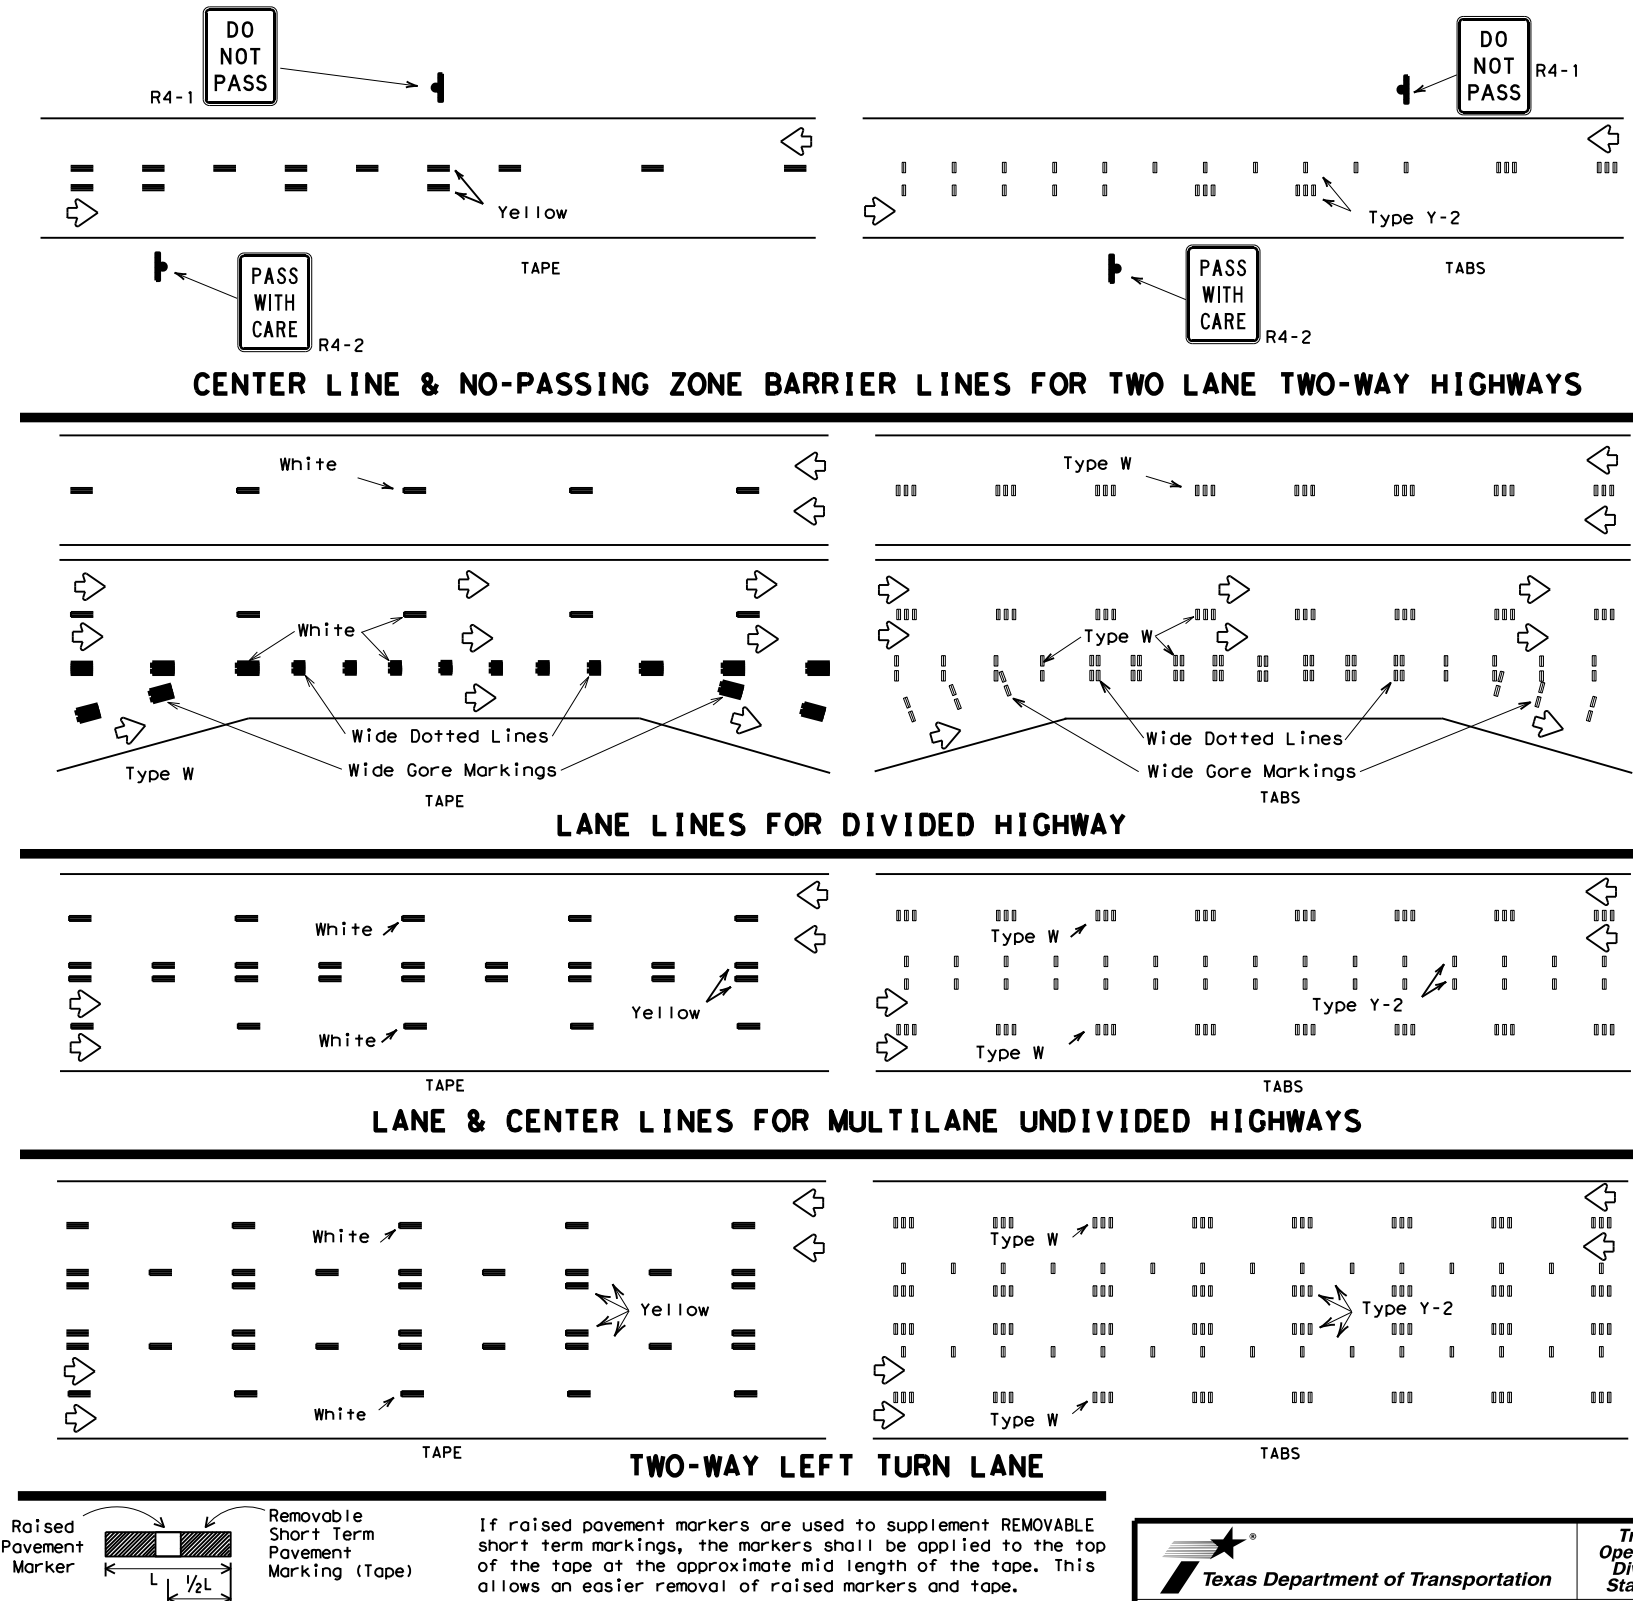 DO
NOT
PASS
R4-1
DO
NOT
PASS
R4-1
Yellow
Type Y-2
TAPE
TABS
PASS
WITH
CARE
R4-2
PASS
WITH
CARE
R4-2
CENTER LINE & NO-PASSING ZONE BARRIER LINES FOR TWO LANE TWO-WAY HIGHWAYS
White
Type W
White
Type W
Wide Dotted Lines
Wide Dotted Lines
Type W
Wide Gore Markings
Wide Gore Markings
TAPE
TABS
LANE LINES FOR DIVIDED HIGHWAY
White
Type W
Yellow
Type Y-2
White
Type W
TAPE
TABS
LANE & CENTER LINES FOR MULTILANE UNDIVIDED HIGHWAYS
White
Type W
Yellow
Type Y-2
White
Type W
TAPE
TABS
TWO-WAY LEFT TURN LANE
Raised
Pavement
Marker
Removable
Short Term
Pavement
Marking (Tape)
L
1/2L
If raised pavement markers are used to supplement REMOVABLE
short term markings, the markers shall be applied to the top
of the tape at the approximate mid length of the tape. This
allows an easier removal of raised markers and tape.
®
Texas Department of Transportation